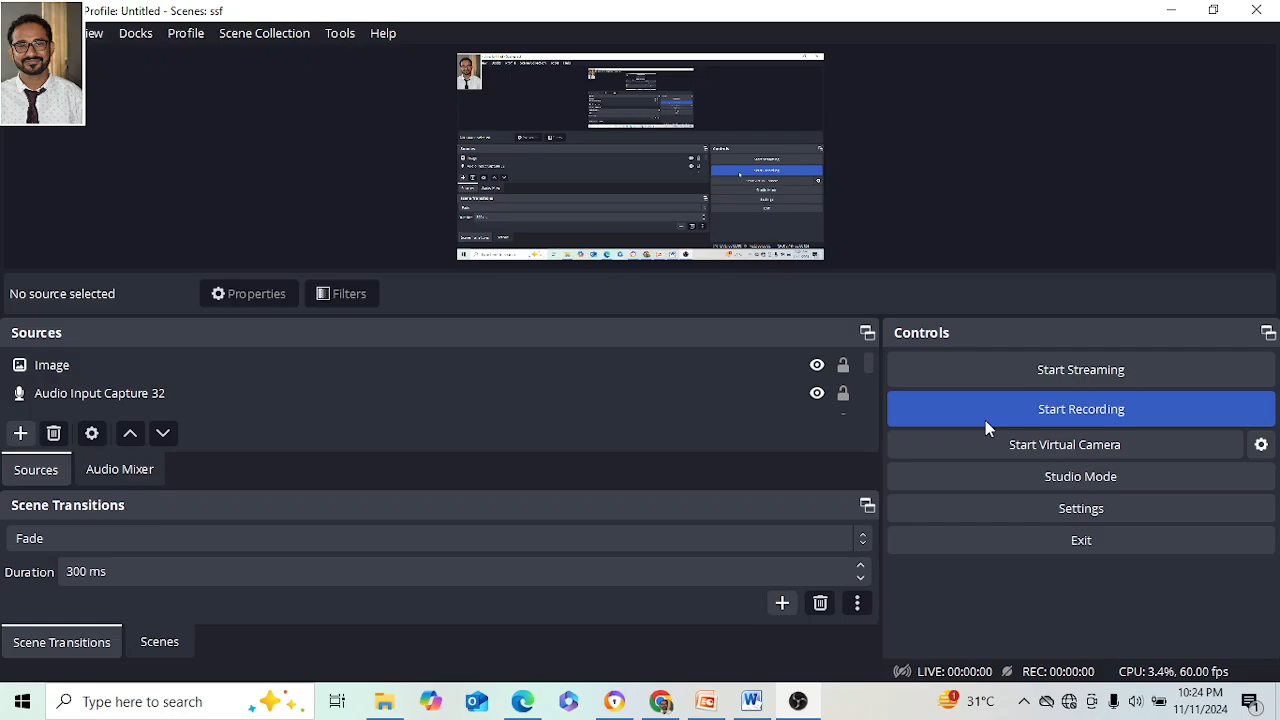 Profile: Untitled - Scenes: ssf
Docks Profile Scene Collection Tools Help
No source selected Properties Filters
Sources
Image
Audio Input Capture 32
Sources Audio Mixer
Scene Transitions
Fade
Duration 300 ms
Scene Transitions Scenes
Controls
Start Streaming
Start Recording
Start Virtual Camera
Studio Mode
Settings
Exit
LIVE: 00:00:00 REC: 00:00:00 CPU: 3.4%, 60.00 fps
Type here to search
1 31°C
10:24 PM
11/11/2024
1